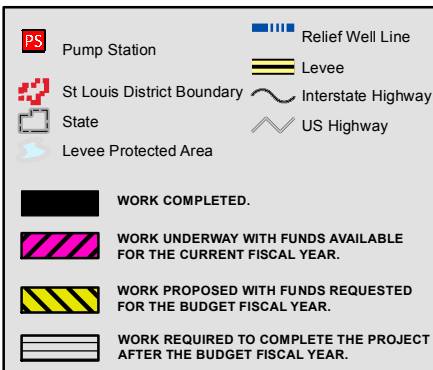 PS
Pump Station
St Louis District Boundary
State
Levee Protected Area
Relief Well Line
Levee
Interstate Highway
US Highway
WORK COMPLETED.
WORK UNDERWAY WITH FUNDS AVAILABLE
FOR THE CURRENT FISCAL YEAR.
WORK PROPOSED WITH FUNDS REQUESTED
FOR THE BUDGET FISCAL YEAR.
WORK REQUIRED TO COMPLETE THE PROJECT
AFTER THE BUDGET FISCAL YEAR.